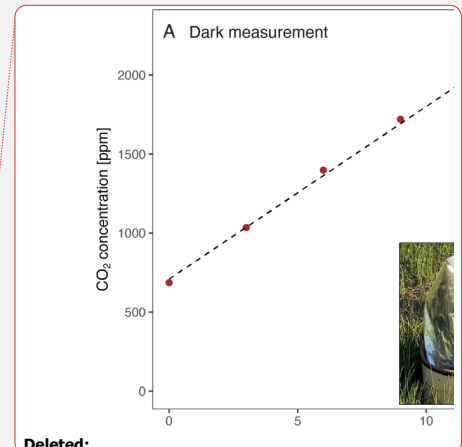 A Dark measurement
2000
1500
1000
500
0
CO₂ concentration [ppm]
0 5 10
Deleted: